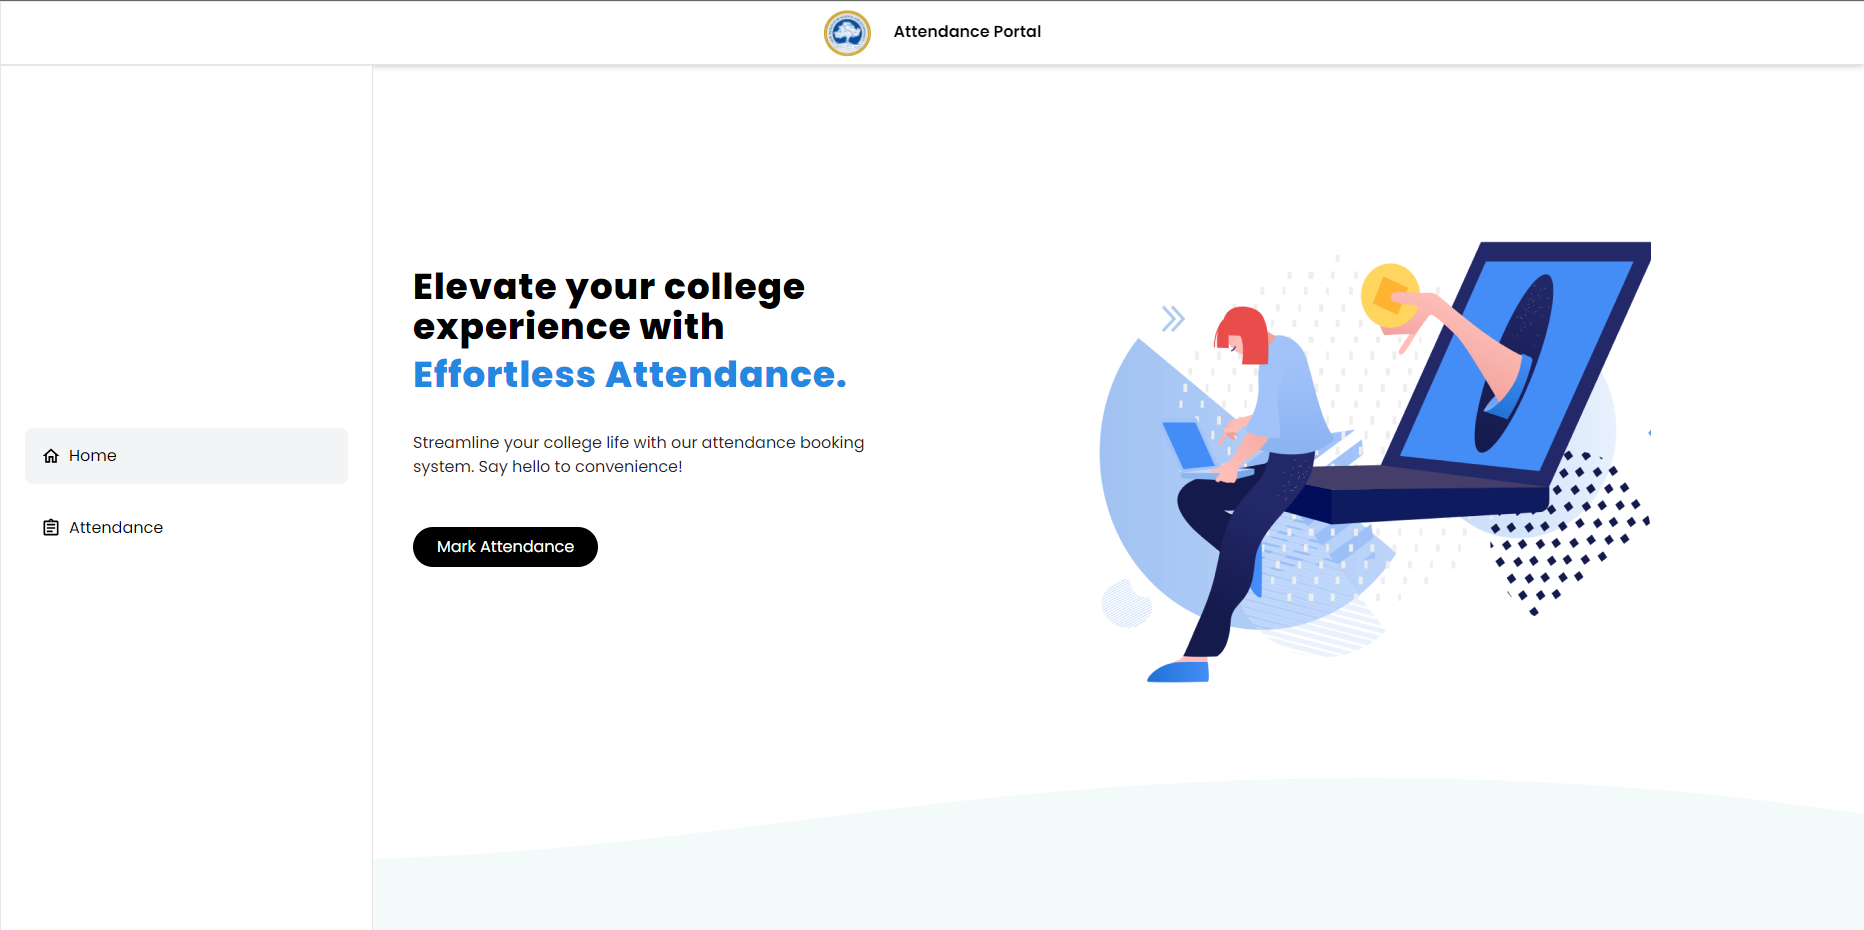 Attendance Portal
Home
Attendance
Elevate your college
experience with
Effortless Attendance.
Streamline your college life with our attendance booking
system. Say hello to convenience!
Mark Attendance